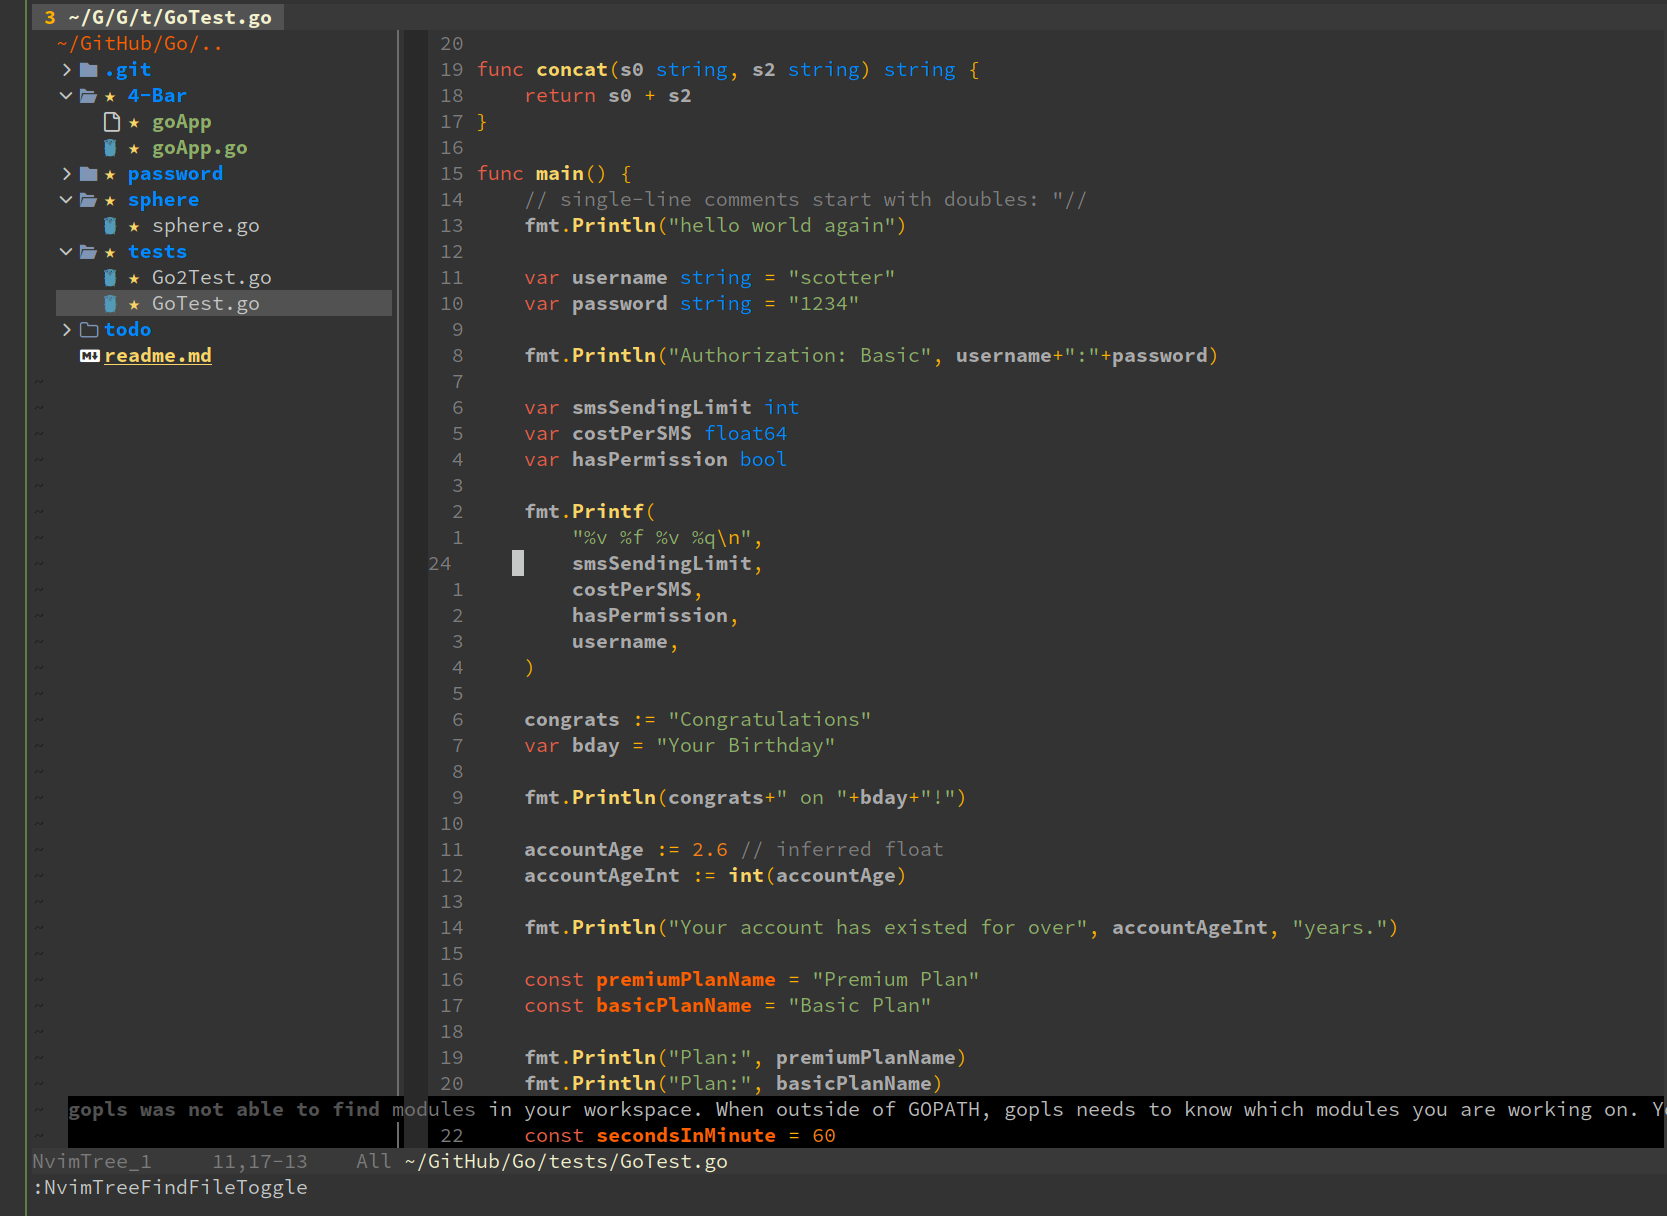 3 ~/G/G/t/GoTest.go
~/GitHub/Go/..
.git
★ 4-Bar
★ goApp
★ goApp.go
★ password
★ sphere
★ sphere.go
★ tests
★ Go2Test.go
★ GoTest.go
todo
M↓ readme.md
20
19 func concat(s0 string, s2 string) string {
18     return s0 + s2
17 }
16
15 func main() {
14     // single-line comments start with doubles: "//
13     fmt.Println("hello world again")
12
11     var username string = "scotter"
10     var password string = "1234"
9
8     fmt.Println("Authorization: Basic", username+":"+password)
7
6     var smsSendingLimit int
5     var costPerSMS float64
4     var hasPermission bool
3
2     fmt.Printf(
1         "%v %f %v %q\n",
24         smsSendingLimit,
1         costPerSMS,
2         hasPermission,
3         username,
4     )
5
6     congrats := "Congratulations"
7     var bday = "Your Birthday"
8
9     fmt.Println(congrats+" on "+bday+"!")
10
11     accountAge := 2.6 // inferred float
12     accountAgeInt := int(accountAge)
13
14     fmt.Println("Your account has existed for over", accountAgeInt, "years.")
15
16     const premiumPlanName = "Premium Plan"
17     const basicPlanName = "Basic Plan"
18
19     fmt.Println("Plan:", premiumPlanName)
20     fmt.Println("Plan:", basicPlanName)
gopls was not able to find modules in your workspace. When outside of GOPATH, gopls needs to know which modules you are working on.
22     const secondsInMinute = 60
NvimTree_1     11,17-13     All ~/GitHub/Go/tests/GoTest.go
:NvimTreeFindFileToggle